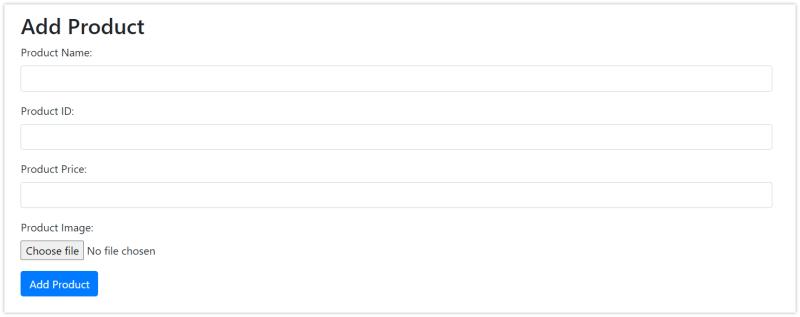 Add Product
Product Name:
Product ID:
Product Price:
Product Image:
Choose file No file chosen
Add Product